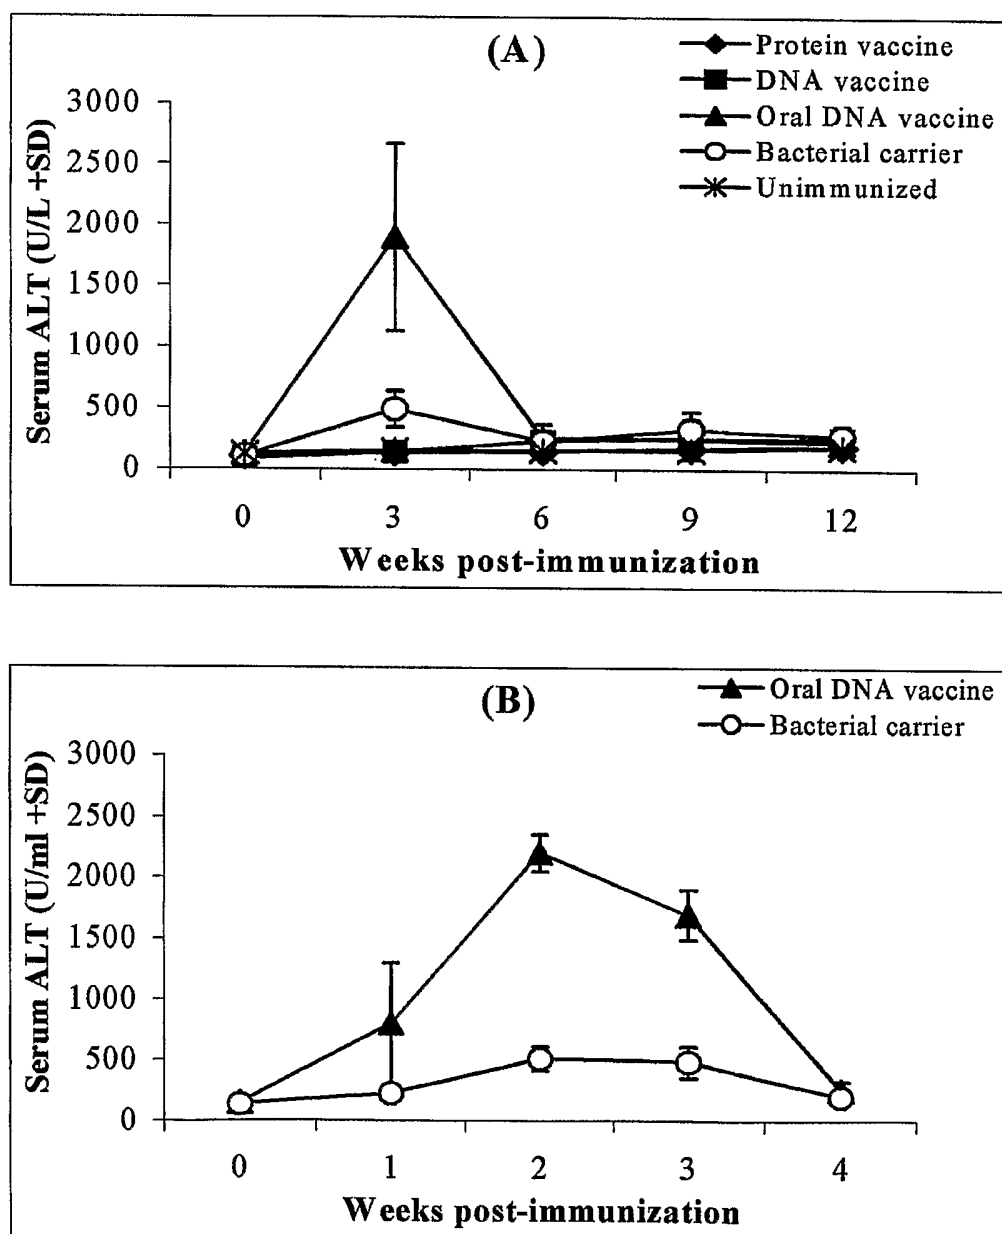 (A)
Protein vaccine
DNA vaccine
Oral DNA vaccine
Bacterial carrier
Unimmunized
Serum ALT (U/L +SD)
3000
2500
2000
1500
1000
500
0
0 3 6 9 12
Weeks post-immunization
(B)
Oral DNA vaccine
Bacterial carrier
Serum ALT (U/ml +SD)
3000
2500
2000
1500
1000
500
0
0 1 2 3 4
Weeks post-immunization